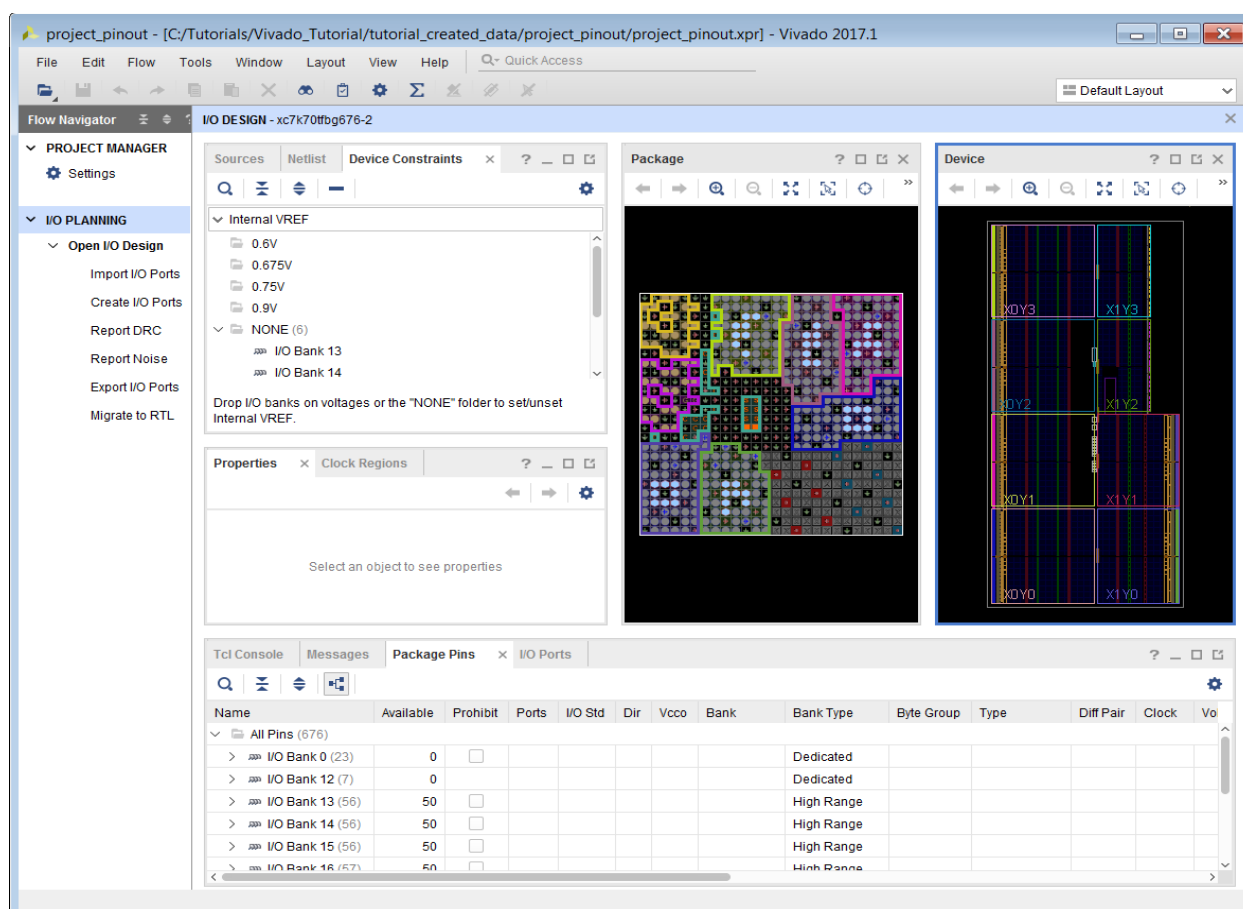 project_pinout - [C:/Tutorials/Vivado_Tutorial/tutorial_created_data/project_pinout/project_pinout.xpr] - Vivado 2017.1
File Edit Flow Tools Window Layout View Help Quick Access
Default Layout
Flow Navigator ?
I/O DESIGN - xc7k70tfbg676-2
PROJECT MANAGER
Settings
I/O PLANNING
Open I/O Design
Import I/O Ports
Create I/O Ports
Report DRC
Report Noise
Export I/O Ports
Migrate to RTL
Sources Netlist Device Constraints ?
Internal VREF
0.6V
0.675V
0.75V
0.9V
NONE (6)
I/O Bank 13
I/O Bank 14
Drop I/O banks on voltages or the "NONE" folder to set/unset
Internal VREF.
Properties Clock Regions ?
Select an object to see properties
Package ?
Device ?
X0Y3 X1Y3
X0Y2 X1Y2
X0Y1 X1Y1
X0Y0 X1Y0
Tcl Console Messages Package Pins I/O Ports ?
Name Available Prohibit Ports I/O Std Dir Vcco Bank Bank Type Byte Group Type Diff Pair Clock Vo
All Pins (676)
I/O Bank 0 (23) 0 Dedicated
I/O Bank 12 (7) 0 Dedicated
I/O Bank 13 (56) 50 High Range
I/O Bank 14 (56) 50 High Range
I/O Bank 15 (56) 50 High Range
I/O Bank 16 (57) 50 High Range